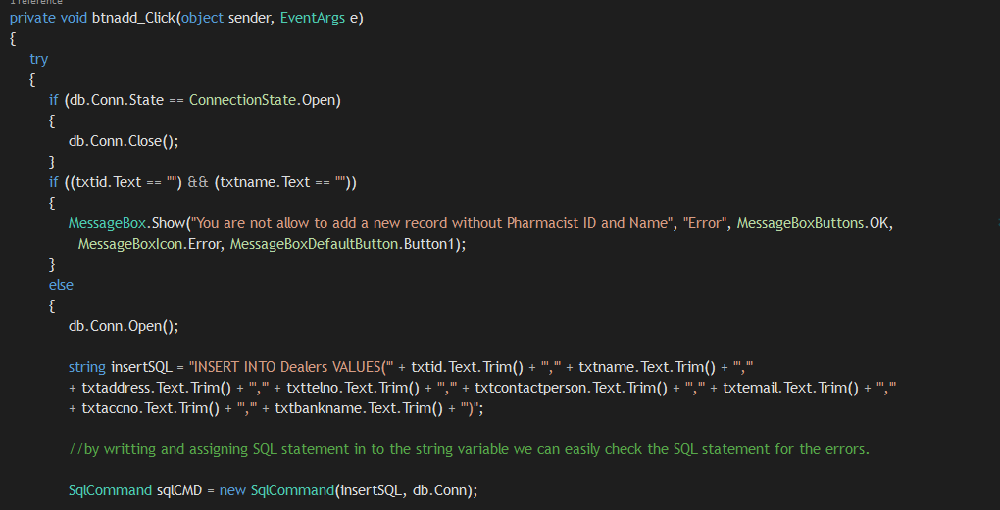 1 reference
private void btnadd_Click(object sender, EventArgs e)
{
try
{
if (db.Conn.State == ConnectionState.Open)
{
db.Conn.Close();
}
if ((txtid.Text == "") && (txtname.Text == ""))
{
MessageBox.Show("You are not allow to add a new record without Pharmacist ID and Name", "Error", MessageBoxButtons.OK,
MessageBoxIcon.Error, MessageBoxDefaultButton.Button1);
}
else
{
db.Conn.Open();
string insertSQL = "INSERT INTO Dealers VALUES('" + txtid.Text.Trim() + "','" + txtname.Text.Trim() + "','"
+ txtaddress.Text.Trim() + "','" + txttelno.Text.Trim() + "','" + txtcontactperson.Text.Trim() + "','" + txtemail.Text.Trim() + "','"
+ txtaccno.Text.Trim() + "','" + txtbankname.Text.Trim() + "')";
//by writting and assigning SQL statement in to the string variable we can easily check the SQL statement for the errors.
SqlCommand sqlCMD = new SqlCommand(insertSQL, db.Conn);